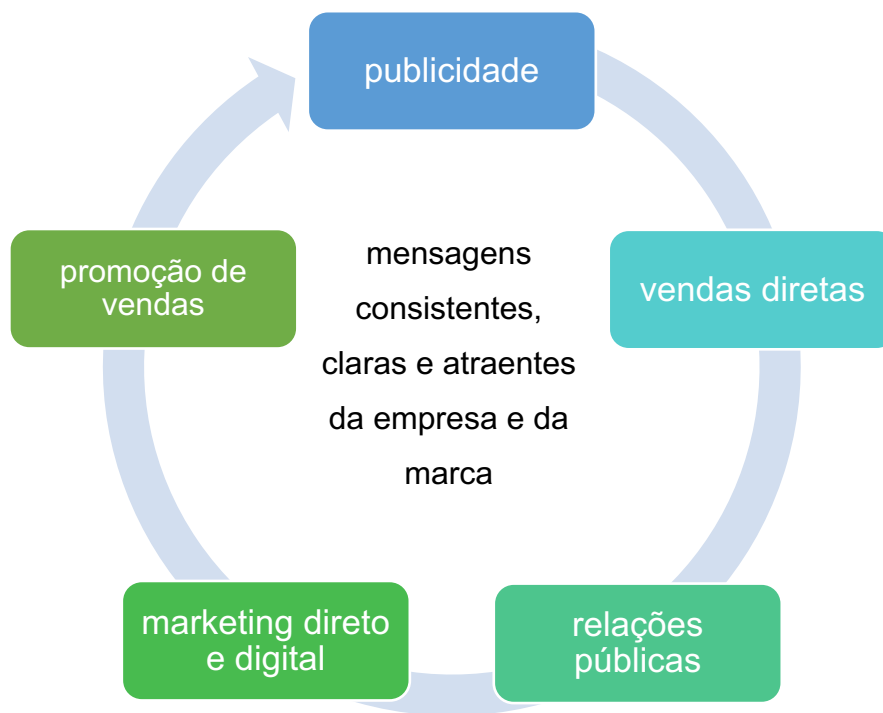 publicidade
vendas diretas
relações
públicas
marketing direto
e digital
promoção de
vendas
mensagens
consistentes,
claras e atraentes
da empresa e da
marca